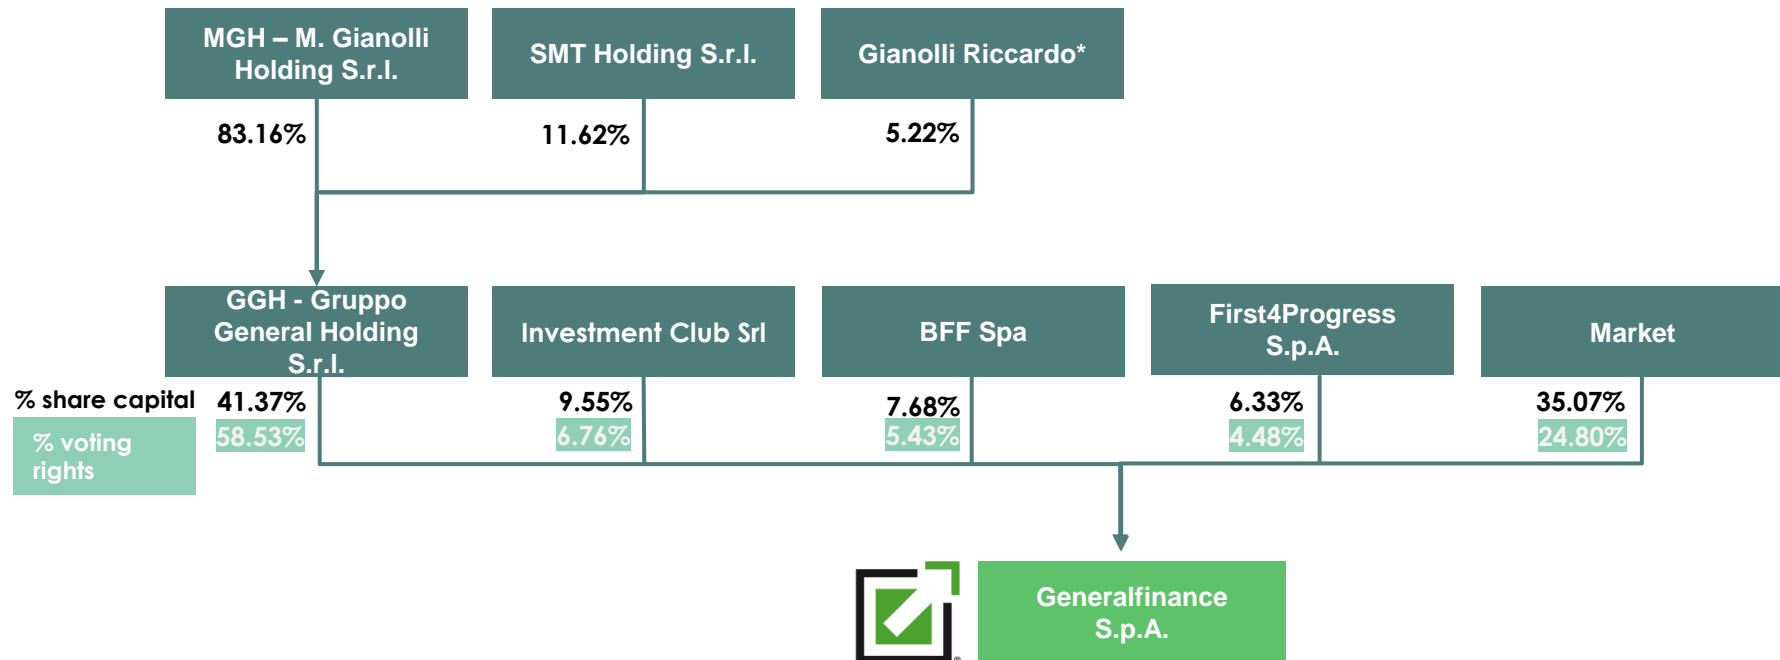 MGH – M. Gianolli
Holding S.r.l.
SMT Holding S.r.l.
Gianolli Riccardo*
83.16%
11.62%
5.22%
GGH - Gruppo
General Holding
S.r.l.
Investment Club Srl
BFF Spa
First4Progress
S.p.A.
Market
% share capital
41.37%
9.55%
7.68%
6.33%
35.07%
% voting
rights
58.53%
6.76%
5.43%
4.48%
24.80%
Generalfinance
S.p.A.
®